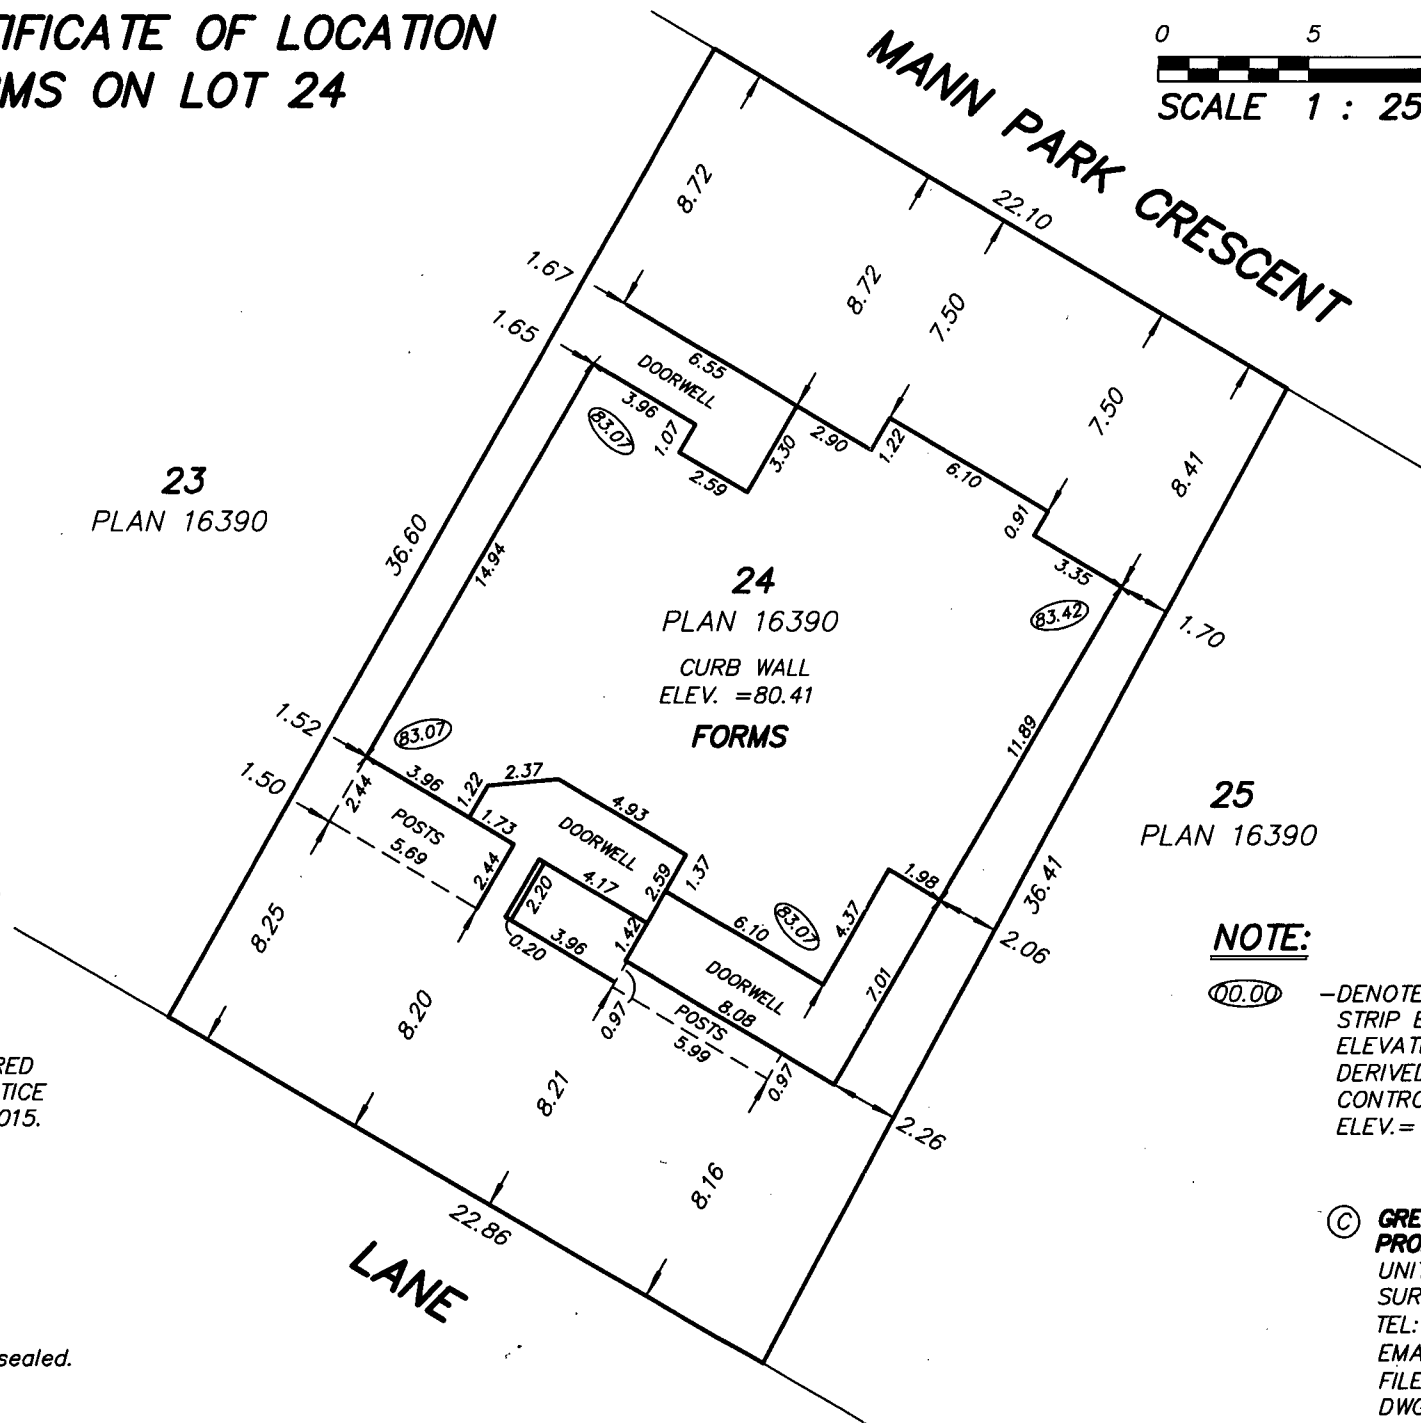 TIFICATE OF LOCATION
RMS ON LOT 24
0 5
SCALE 1 : 25
MANN PARK CRESCENT
22.10
8.72
8.72
7.50
7.50
8.41
1.67
1.65
6.55
DOORWELL
3.96
83.07
1.07
2.59
3.30
2.90
1.22
6.10
0.91
3.35
83.42
1.70
23
PLAN 16390
36.60
14.94
24
PLAN 16390
CURB WALL
ELEV. =80.41
FORMS
11.89
25
PLAN 16390
36.41
1.52
1.50
83.07
2.44
3.96
1.22
2.37
4.93
POSTS
1.73
DOORWELL
5.69
2.44
2.20
4.17
2.59
1.37
1.98
83.07
4.37
6.10
1.42
3.96
0.20
DOORWELL
7.01
2.06
8.08
POSTS
5.99
0.97
0.97
2.26
8.25
8.20
8.21
8.16
22.86
LANE
NOTE:
00.00 -DENOTE
STRIP E
ELEVAT
DERIVED
CONTRO
ELEV.=
RED
TICE
015.
sealed.
© GRE
PRO
UNIT
SUR
TEL:
EMA
FILE
DWG